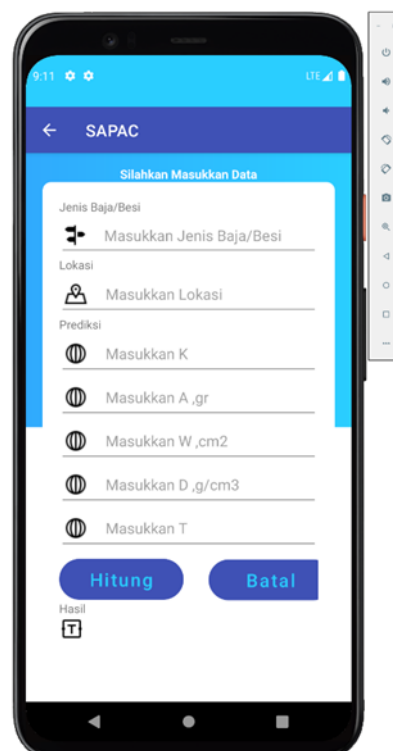 9:11 LTE
SAPAC
Silahkan Masukkan Data
Jenis Baja/Besi
Masukkan Jenis Baja/Besi
Lokasi
Masukkan Lokasi
Prediksi
Masukkan K
Masukkan A ,gr
Masukkan W ,cm2
Masukkan D ,g/cm3
Masukkan T
Hitung Batal
Hasil
T